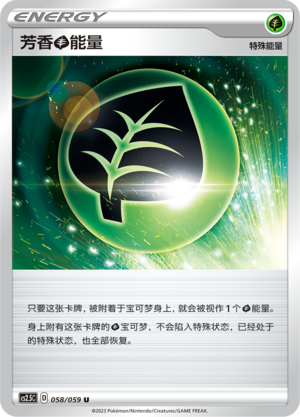 ENERGY
芳香草能量
特殊能量
只要这张卡牌,被附着于宝可梦身上,就会被视作1个草能量。
身上附有这张卡牌的草宝可梦,不会陷入特殊状态,已经处于
的特殊状态,也全部恢复。
CS2.5C D 058/059 U
©2023 Pokémon/Nintendo/Creatures/GAME FREAK.